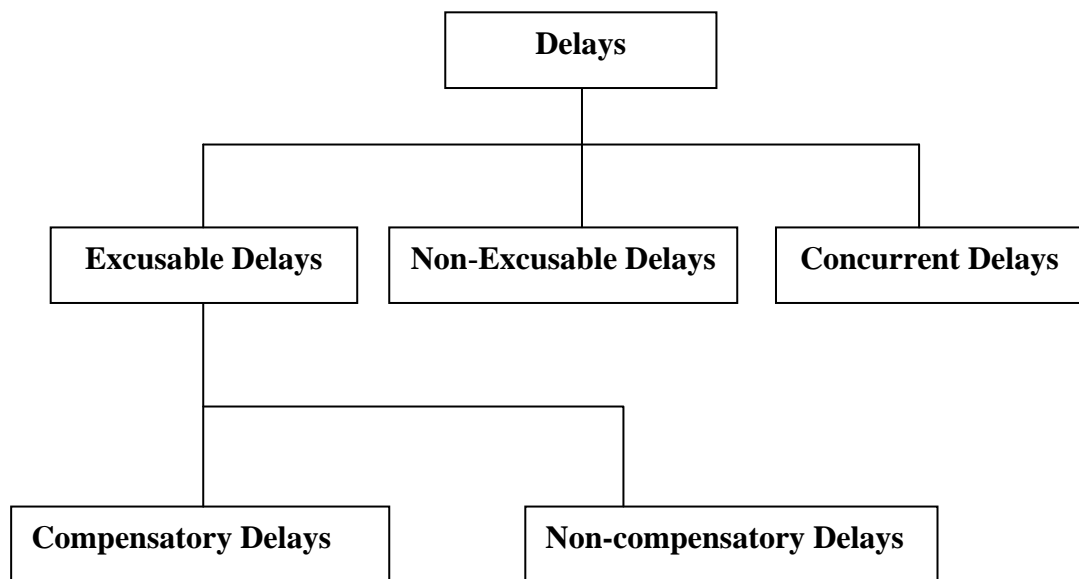 Delays
Excusable Delays
Non-Excusable Delays
Concurrent Delays
Compensatory Delays
Non-compensatory Delays